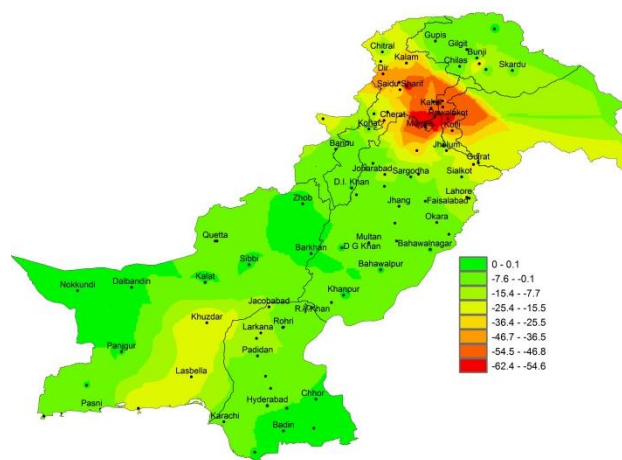 Gupis
Gilgit
Chitral
Bunji
Kalam
Chilas
Skardu
Dir
Saidu Sharif
Kakul
Rawalakot
Cherat
Kotli
Kohat
Jhelum
Bannu
Gujrat
Joharabad
Sargodha
Sialkot
D.I. Khan
Lahore
Zhob
Jhang
Faisalabad
Okara
Quetta
Multan
Barkhan
D G Khan
Bahawalnagar
Sibbi
Bahawalpur
Nokkundi
Dalbandin
Kalat
Khanpur
Jacobabad
Khuzdar
Larkana
Rohri
Panjgur
Padidan
Lasbella
Pasni
Hyderabad
Chhor
Karachi
Badin
0 - 0.1
-7.6 - -0.1
-15.4 - -7.7
-25.4 - -15.5
-36.4 - -25.5
-46.7 - -36.5
-54.5 - -46.8
-62.4 - -54.6